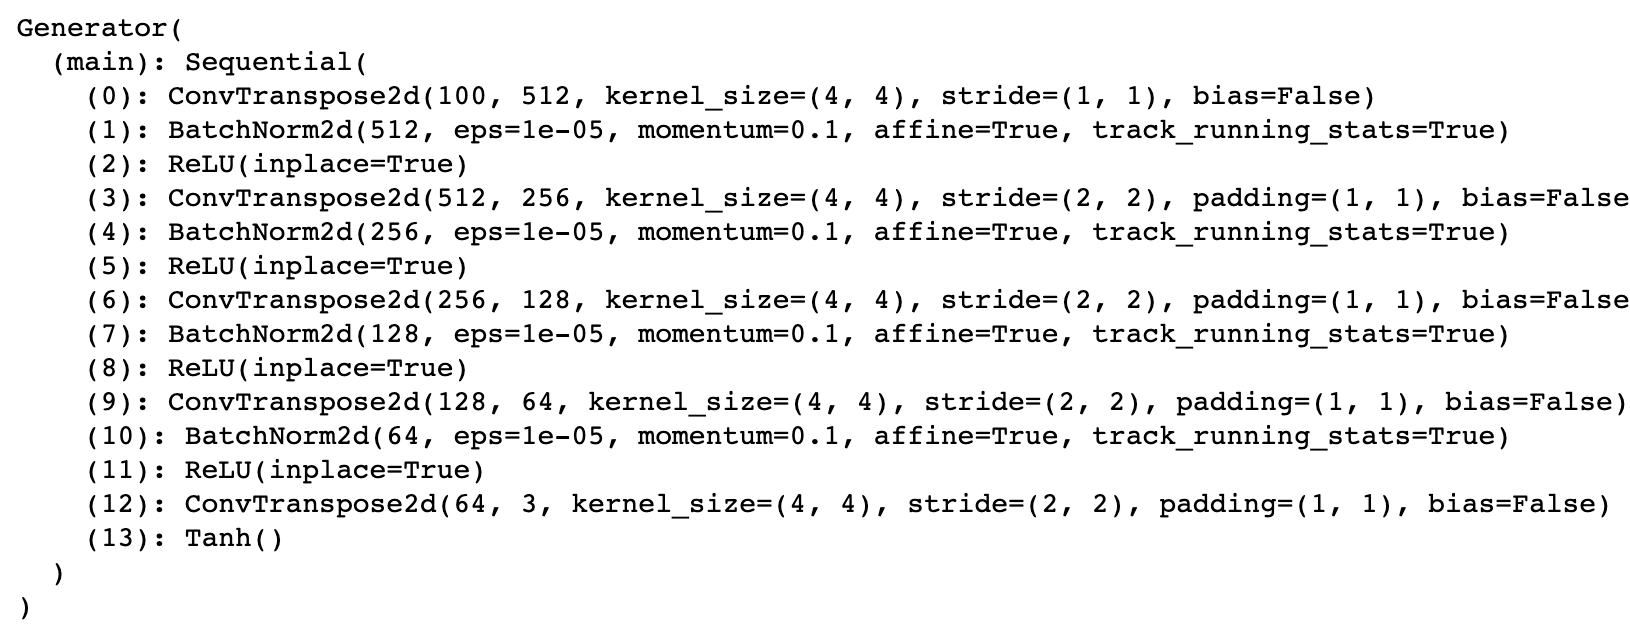 Generator(
  (main): Sequential(
    (0): ConvTranspose2d(100, 512, kernel_size=(4, 4), stride=(1, 1), bias=False)
    (1): BatchNorm2d(512, eps=1e-05, momentum=0.1, affine=True, track_running_stats=True)
    (2): ReLU(inplace=True)
    (3): ConvTranspose2d(512, 256, kernel_size=(4, 4), stride=(2, 2), padding=(1, 1), bias=False
    (4): BatchNorm2d(256, eps=1e-05, momentum=0.1, affine=True, track_running_stats=True)
    (5): ReLU(inplace=True)
    (6): ConvTranspose2d(256, 128, kernel_size=(4, 4), stride=(2, 2), padding=(1, 1), bias=False
    (7): BatchNorm2d(128, eps=1e-05, momentum=0.1, affine=True, track_running_stats=True)
    (8): ReLU(inplace=True)
    (9): ConvTranspose2d(128, 64, kernel_size=(4, 4), stride=(2, 2), padding=(1, 1), bias=False)
    (10): BatchNorm2d(64, eps=1e-05, momentum=0.1, affine=True, track_running_stats=True)
    (11): ReLU(inplace=True)
    (12): ConvTranspose2d(64, 3, kernel_size=(4, 4), stride=(2, 2), padding=(1, 1), bias=False)
    (13): Tanh()
  )
)